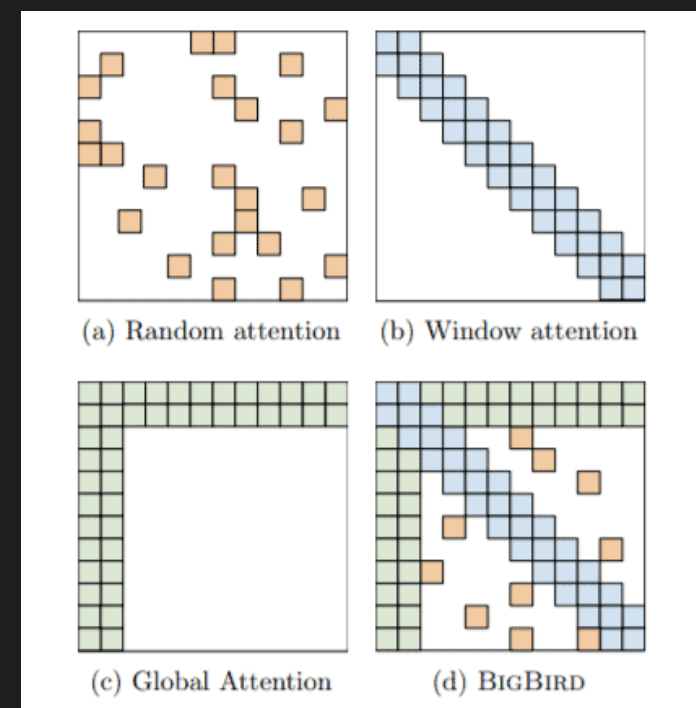 (a) Random attention
(b) Window attention
(c) Global Attention
(d) BIGBIRD